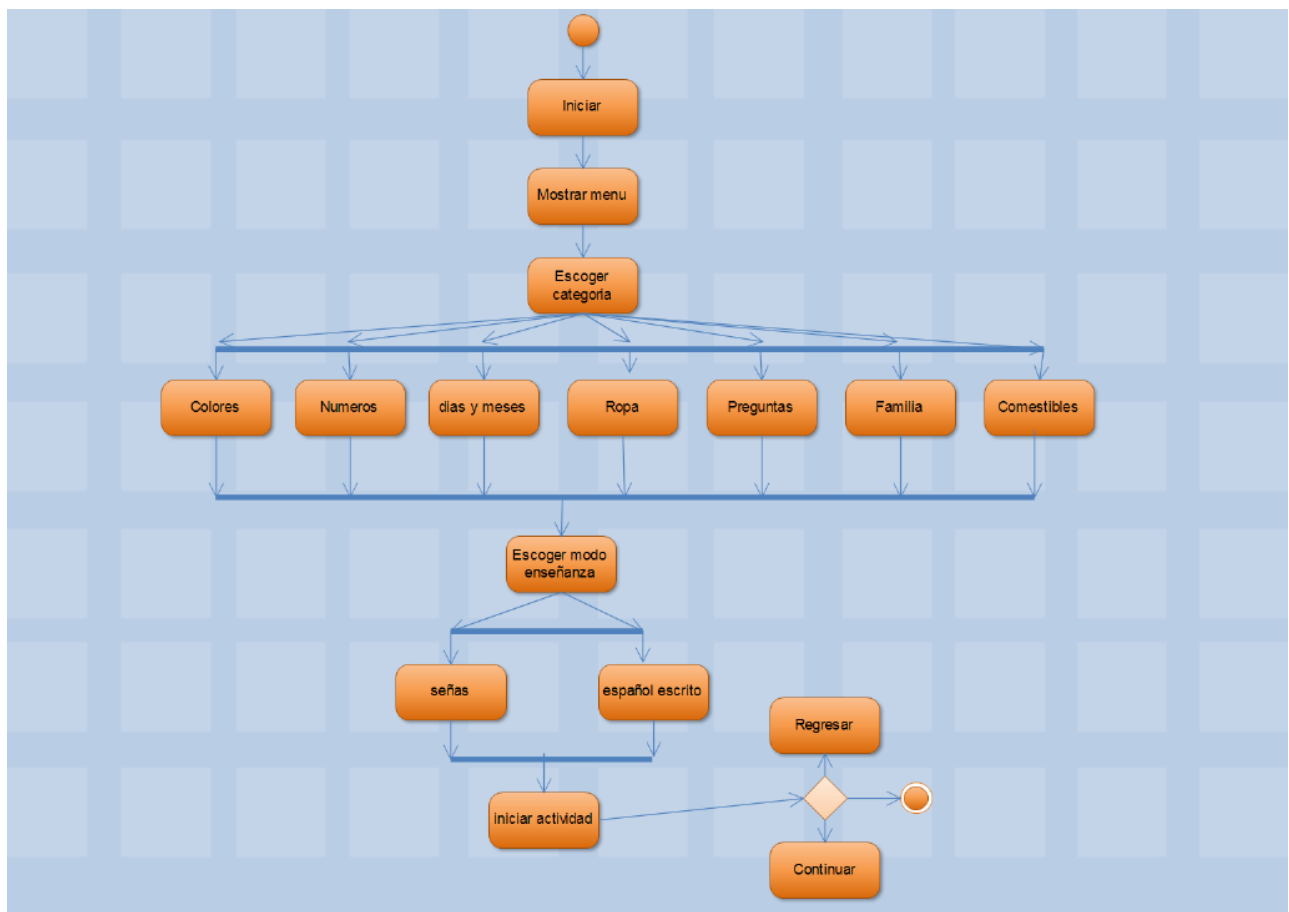 Iniciar
Mostrar menu
Escoger
categoria
Colores
Numeros
dias y meses
Ropa
Preguntas
Familia
Comestibles
Escoger modo
enseñanza
señas
español escrito
Regresar
iniciar actividad
Continuar